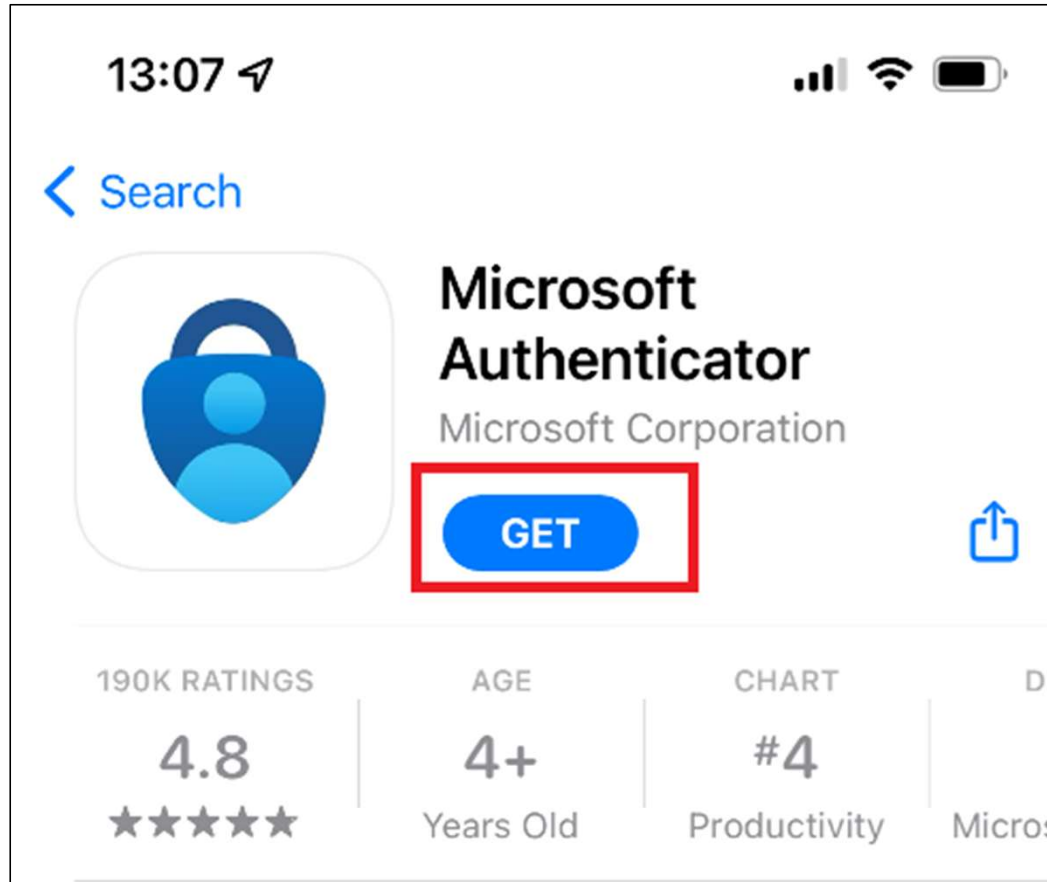 13:07
Search
Microsoft
Authenticator
Microsoft Corporation
GET
190K RATINGS
AGE
CHART
D
4.8
4+
#4
Years Old
Productivity
Micros